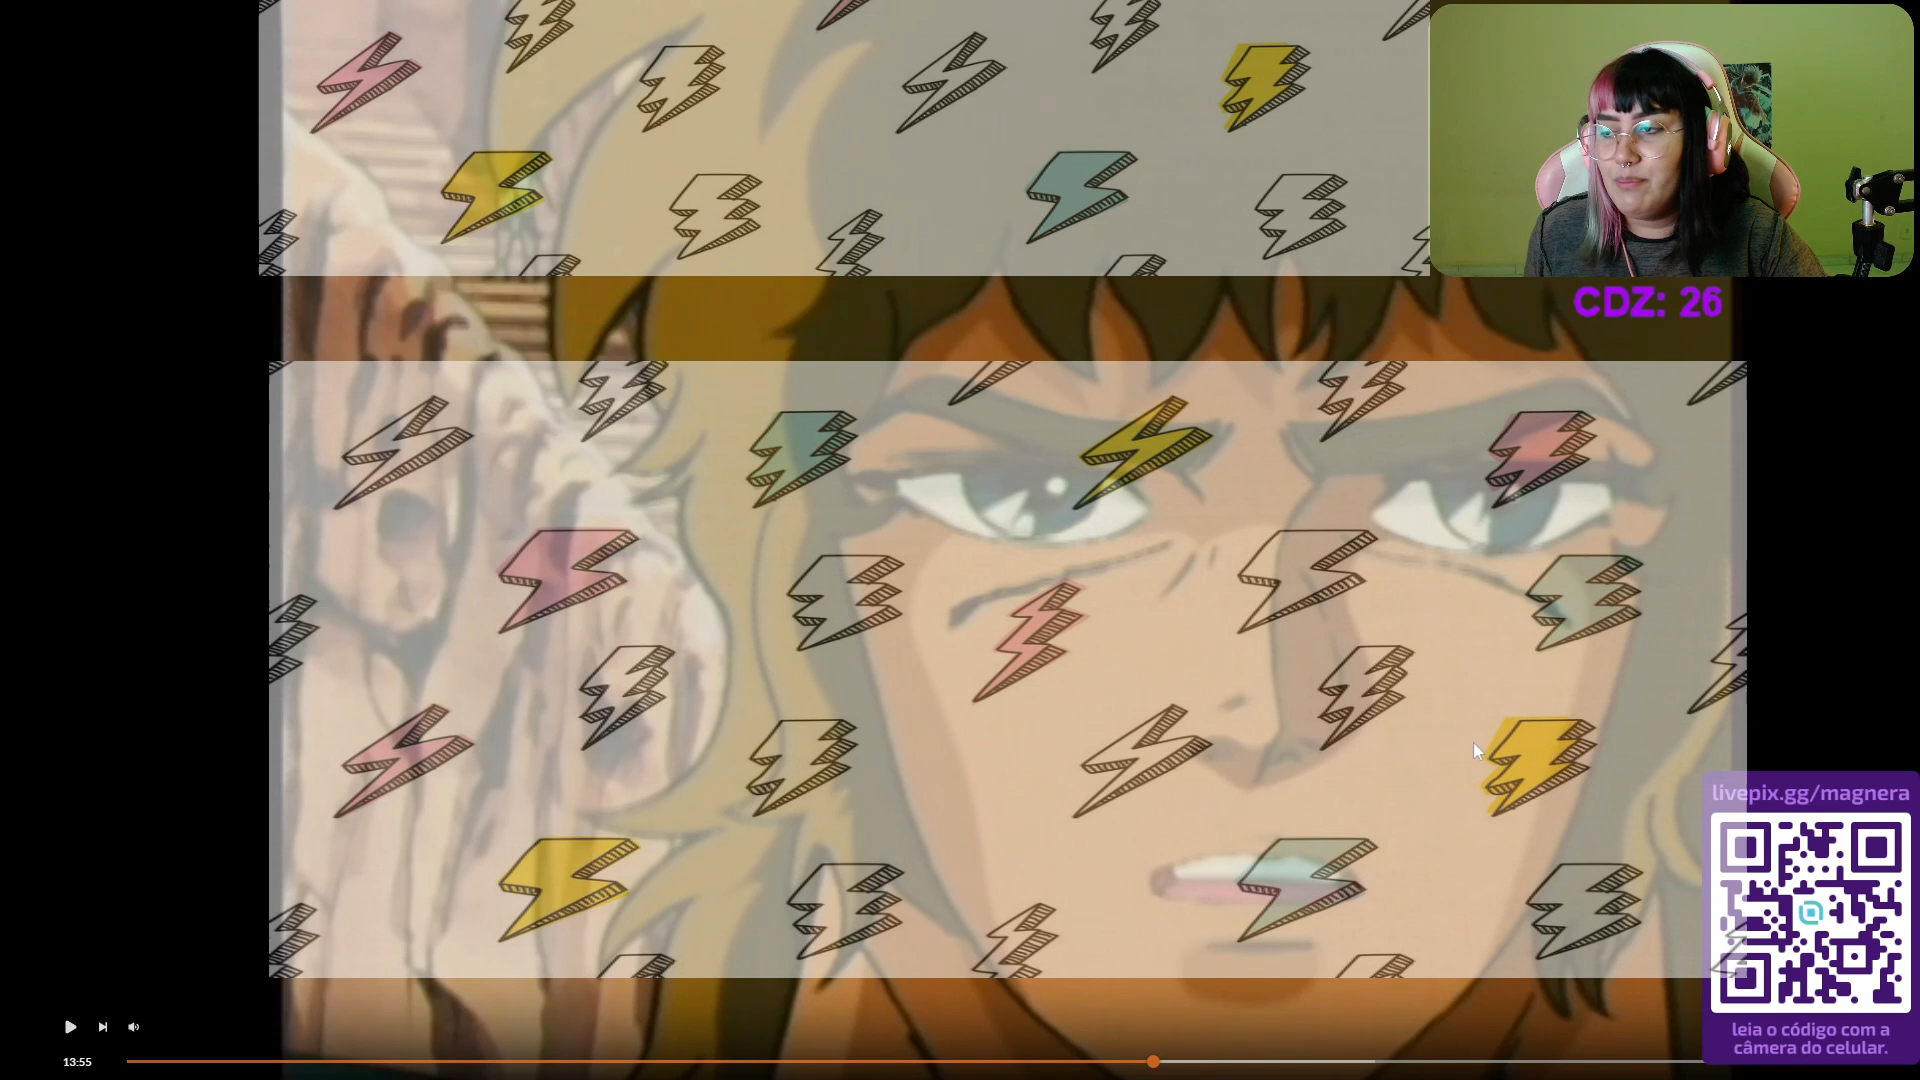 CDZ: 26
livepix.gg/magnera
leia o código com a
câmera do celular.
13:55